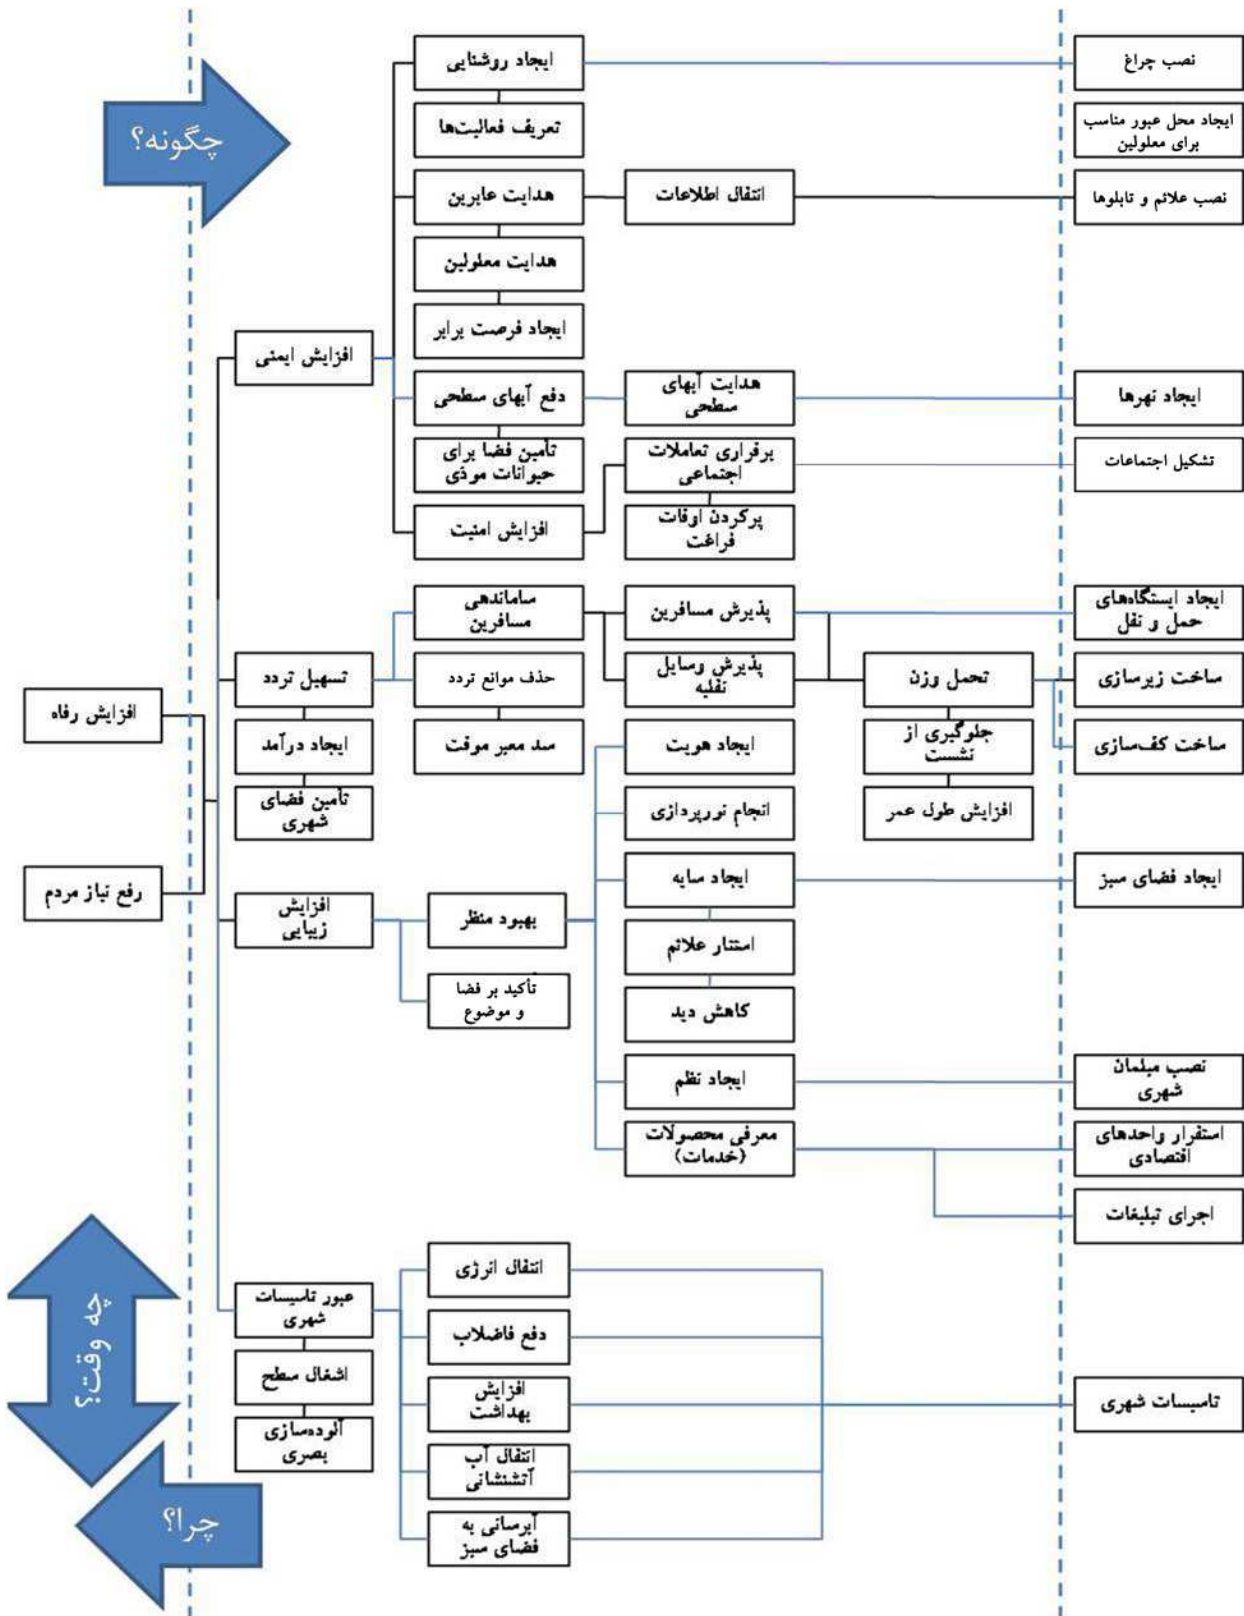 ایجاد روشنایی
نصب چراغ
چگونه؟
تعریف فعالیت‌ها
ایجاد محل عبور مناسب
برای معلولین
هدایت عابرین
انتقال اطلاعات
نصب علائم و تابلوها
هدایت معلولین
ایجاد فرصت برابر
افزایش ایمنی
دفع آبهای سطحی
هدایت آبهای
سطحی
ایجاد نهرها
تأمین فضا برای
حیوانات موذی
برقراری تعاملات
اجتماعی
تشکیل اجتماعات
افزایش امنیت
پرکردن اوقات
فراغت
ساماندهی
مسافرین
پذیرش مسافرین
ایجاد ایستگاه‌های
حمل و نقل
تسهیل تردد
حذف موانع تردد
پذیرش وسایل
نقلیه
تحمل وزن
ساخت زیرسازی
افزایش رفاه
ایجاد درآمد
سد معبر موقت
ایجاد هویت
جلوگیری از
نشست
ساخت کف‌سازی
تأمین فضای
شهری
انجام نورپردازی
افزایش طول عمر
رفع نیاز مردم
ایجاد سایه
ایجاد فضای سبز
افزایش
زیبایی
بهبود منظر
استتار علائم
تأکید بر فضا
و موضوع
کاهش دید
ایجاد نظم
نصب مبلمان
شهری
معرفی محصولات
(خدمات)
استقرار واحدهای
اقتصادی
اجرای تبلیغات
چه وقت؟
عبور تاسیسات
شهری
انتقال انرژی
دفع فاضلاب
اشغال سطح
افزایش
بهداشت
تاسیسات شهری
آلوده‌سازی
بصری
انتقال آب
آتشنشانی
چرا؟
آبرسانی به
فضای سبز